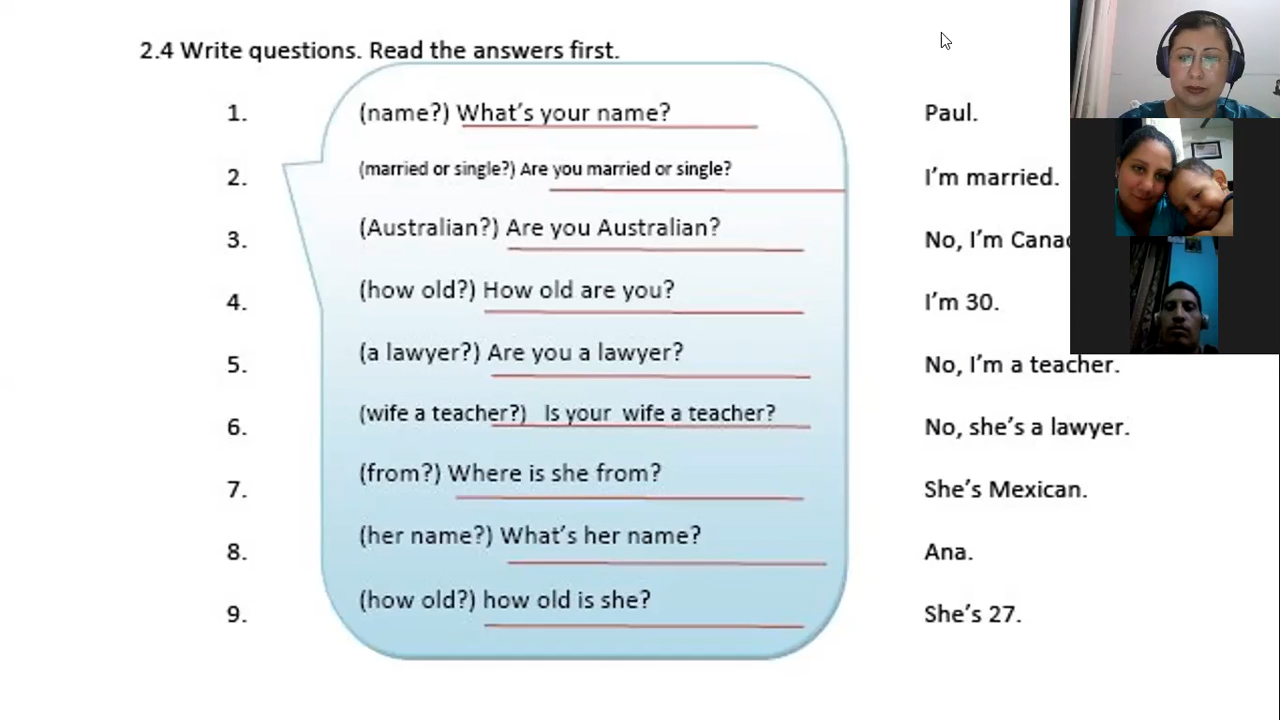 2.4 Write questions. Read the answers first.
1. (name?) What's your name? Paul.
2. (married or single?) Are you married or single? I'm married.
3. (Australian?) Are you Australian? No, I'm
4. (how old?) How old are you? I'm 30.
5. (a lawyer?) Are you a lawyer? No, I'm a teacher.
6. (wife a teacher?) Is your wife a teacher? No, she's a lawyer.
7. (from?) Where is she from? She's Mexican.
8. (her name?) What's her name? Ana.
9. (how old?) how old is she? She's 27.